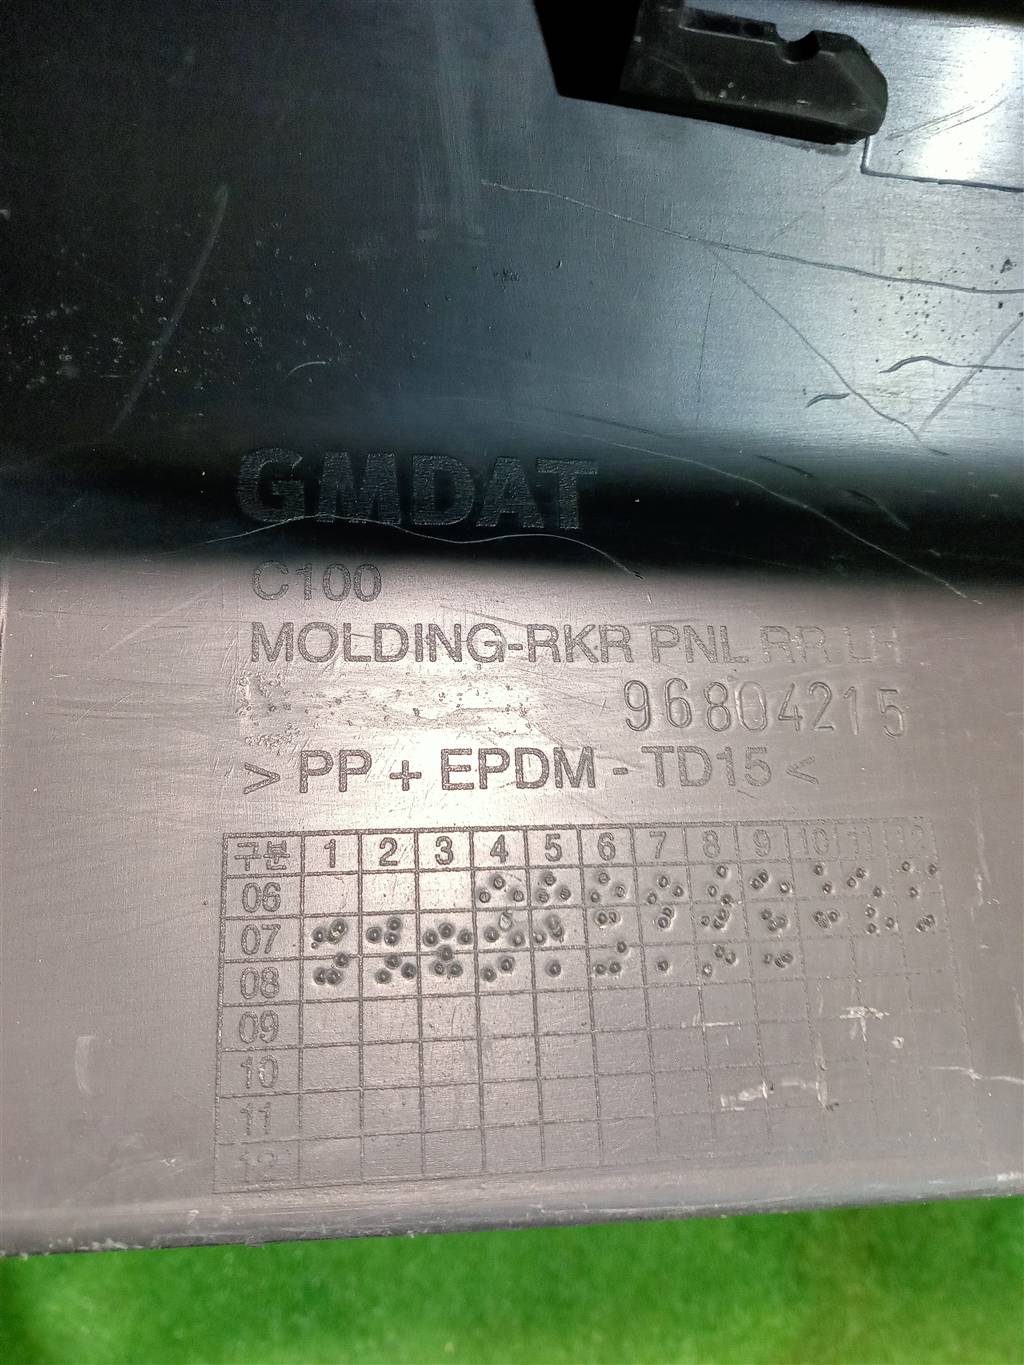 GMDAT
C100
MOLDING-RKR PNL RR LH
96804215
> PP + EPDM - TD15 <
구분 1 2 3 4 5 6 7 8 9 10 11 12
06
07
08
09
10
11
12